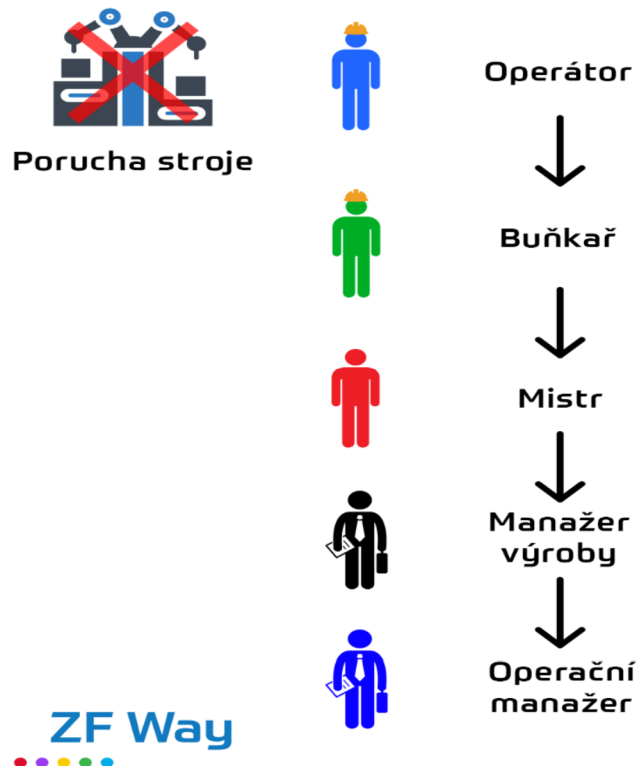 Porucha stroje
Operátor
Buňkař
Mistr
Manažer
výroby
Operační
manažer
ZF Way